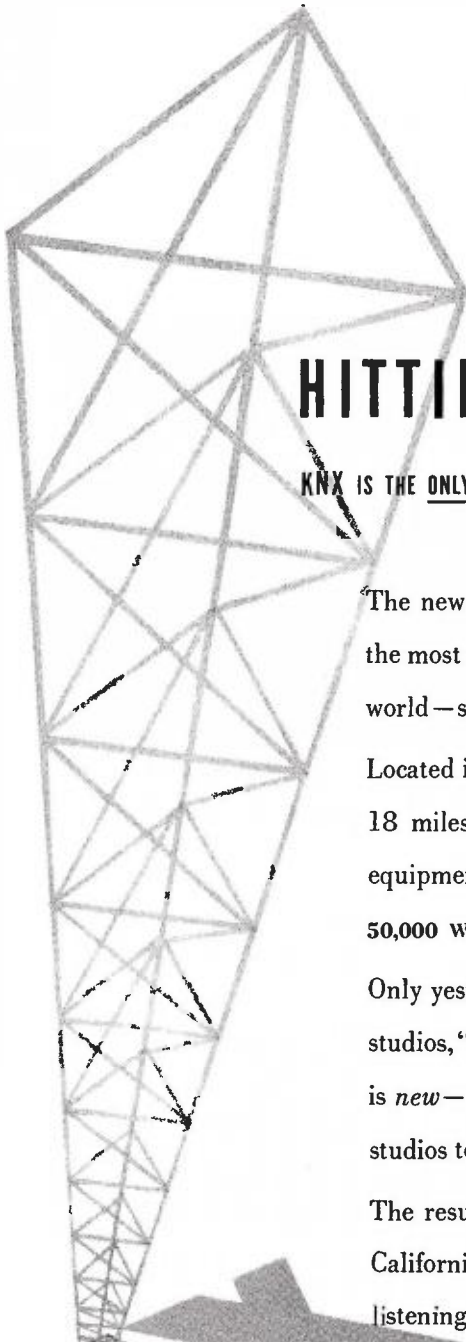 HITTI
KNX IS THE ONLY
The new
the most
world—s
Located i
18 miles
equipmen
50,000 w
Only yes
studios, "
is new—
studios to
The resu
Californi
listening